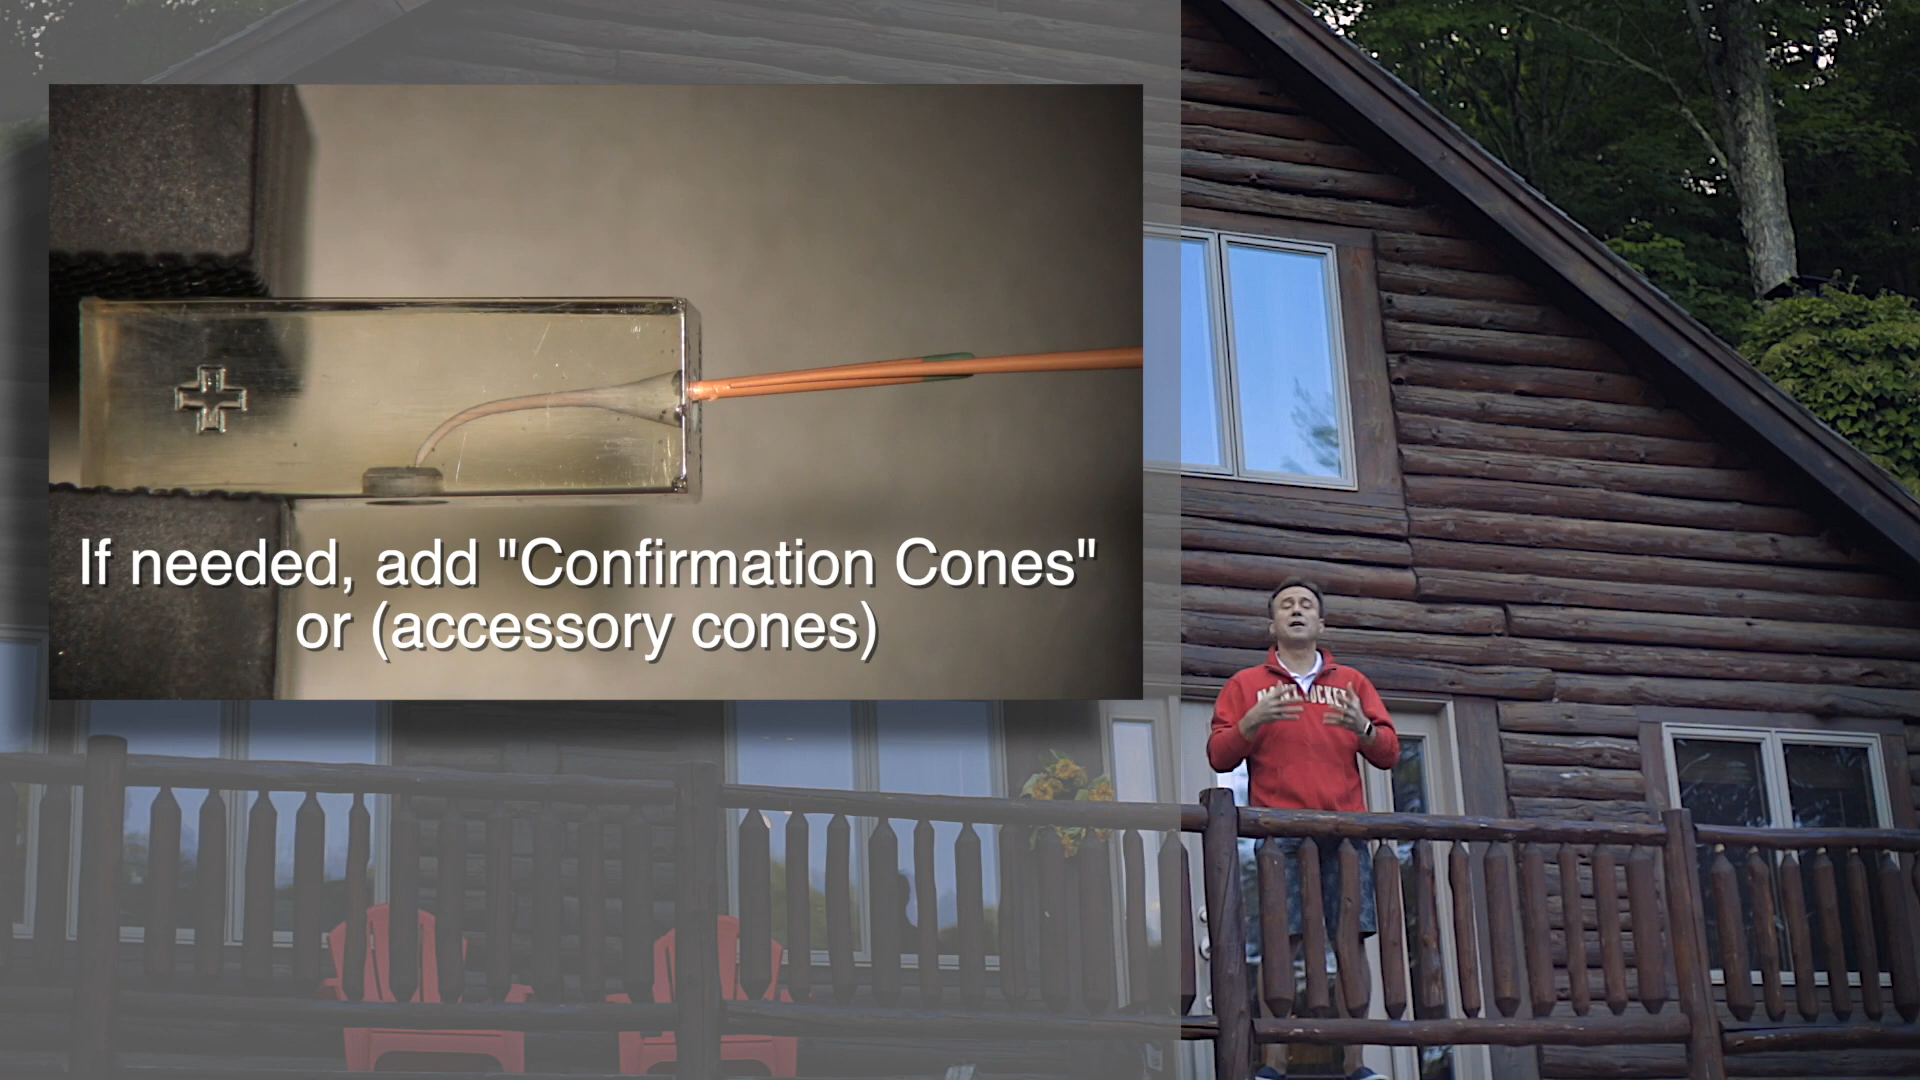 If needed, add "Confirmation Cones"
or (accessory cones)